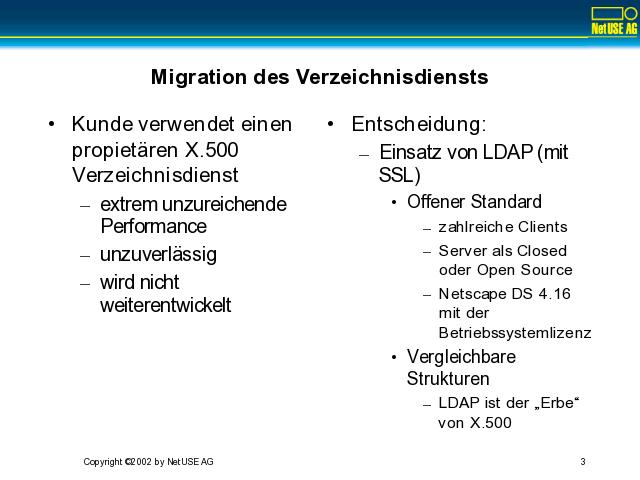 NetUSE AG
Migration des Verzeichnisdiensts
• Kunde verwendet einen
propietären X.500
Verzeichnisdienst
– extrem unzureichende
Performance
– unzuverlässig
– wird nicht
weiterentwickelt
• Entscheidung:
– Einsatz von LDAP (mit
SSL)
• Offener Standard
– zahlreiche Clients
– Server als Closed
oder Open Source
– Netscape DS 4.16
mit der
Betriebssystemlizenz
• Vergleichbare
Strukturen
– LDAP ist der „Erbe“
von X.500
Copyright ©2002 by NetUSE AG
3